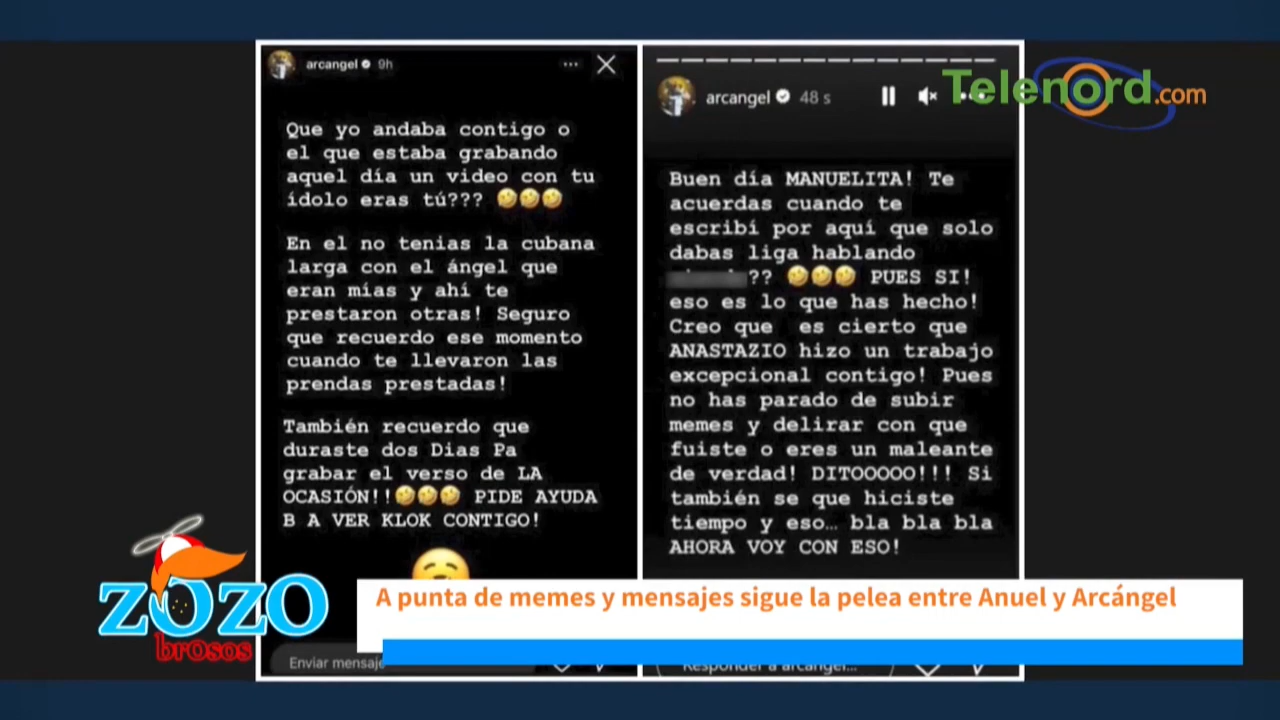 arcangel 9h
Que yo andaba contigo o
el que estaba grabando
aquel día un video con tu
ídolo eras tú??? 🤣🤣🤣
En el no tenias la cubana
larga con el ángel que
eran mías y ahí te
prestaron otras! Seguro
que recuerdo ese momento
cuando te llevaron las
prendas prestadas!
También recuerdo que
duraste dos Dias Pa
grabar el verso de LA
OCASIÓN!!🤣🤣🤣 PIDE AYUDA
B A VER KLOK CONTIGO!
Enviar mensaje
arcangel 48 s
Buen día MANUELITA! Te
acuerdas cuando te
escribí por aquí que solo
dabas liga hablando
?? 🤣🤣🤣 PUES SI!
eso es lo que has hecho!
Creo que es cierto que
ANASTAZIO hizo un trabajo
excepcional contigo! Pues
no has parado de subir
memes y delirar con que
fuiste o eres un maleante
de verdad! DITOOOOO!!! Si
también se que hiciste
tiempo y eso… bla bla bla
AHORA VOY CON ESO!
Responder a arcangel...
Telenord.com
ZOZO
brosos
A punta de memes y mensajes sigue la pelea entre Anuel y Arcángel